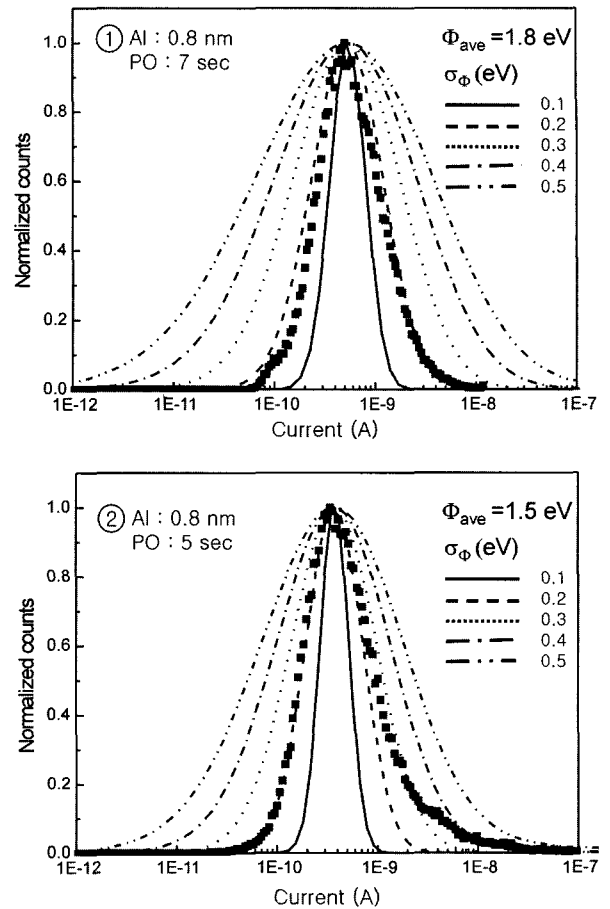 ① Al : 0.8 nm
PO : 7 sec
Φave =1.8 eV
σΦ (eV)
0.1
0.2
0.3
0.4
0.5
Normalized counts
1.0
0.8
0.6
0.4
0.2
0.0
1E-12 1E-11 1E-10 1E-9 1E-8 1E-7
Current (A)
② Al : 0.8 nm
PO : 5 sec
Φave =1.5 eV
σΦ (eV)
0.1
0.2
0.3
0.4
0.5
Normalized counts
1.0
0.8
0.6
0.4
0.2
0.0
1E-12 1E-11 1E-10 1E-9 1E-8 1E-7
Current (A)